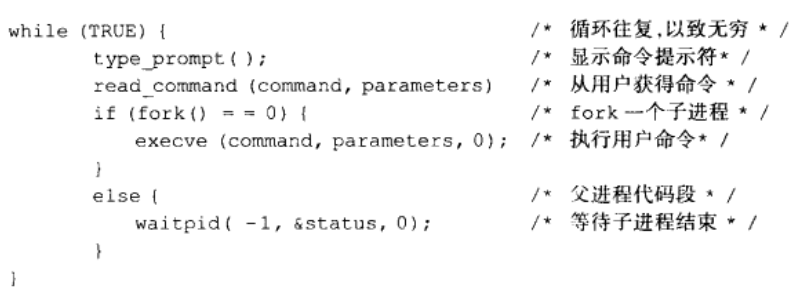 while (TRUE) { /* 循环往复,以致无穷 * /
type_prompt( ); /* 显示命令提示符* /
read_command (command, parameters) /* 从用户获得命令 * /
if (fork() = = 0) { /* fork 一个子进程 * /
execve (command, parameters, 0); /* 执行用户命令* /
}
else { /* 父进程代码段 * /
waitpid( -1, &status, 0); /* 等待子进程结束 * /
}
}